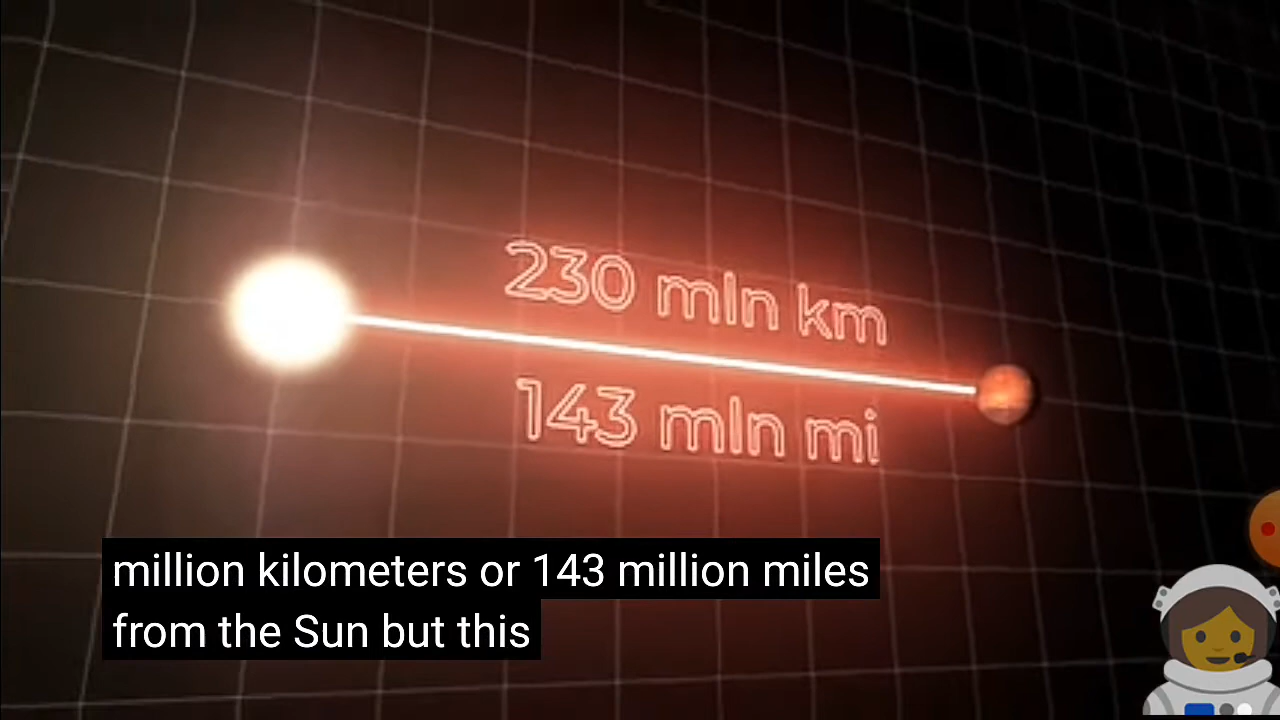 230 mln km
143 mln mi
million kilometers or 143 million miles
from the Sun but this